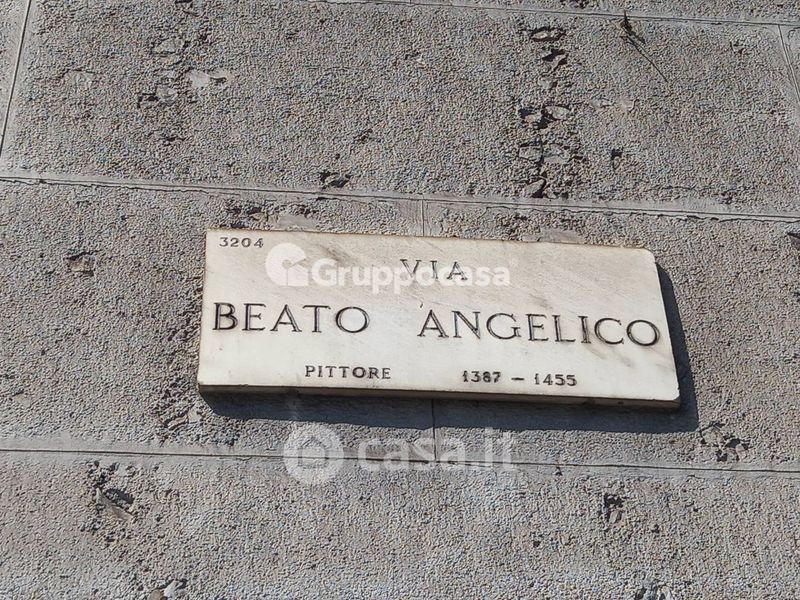 3204
Gruppocasa
VIA
BEATO ANGELICO
PITTORE 1387 - 1455
casa.it